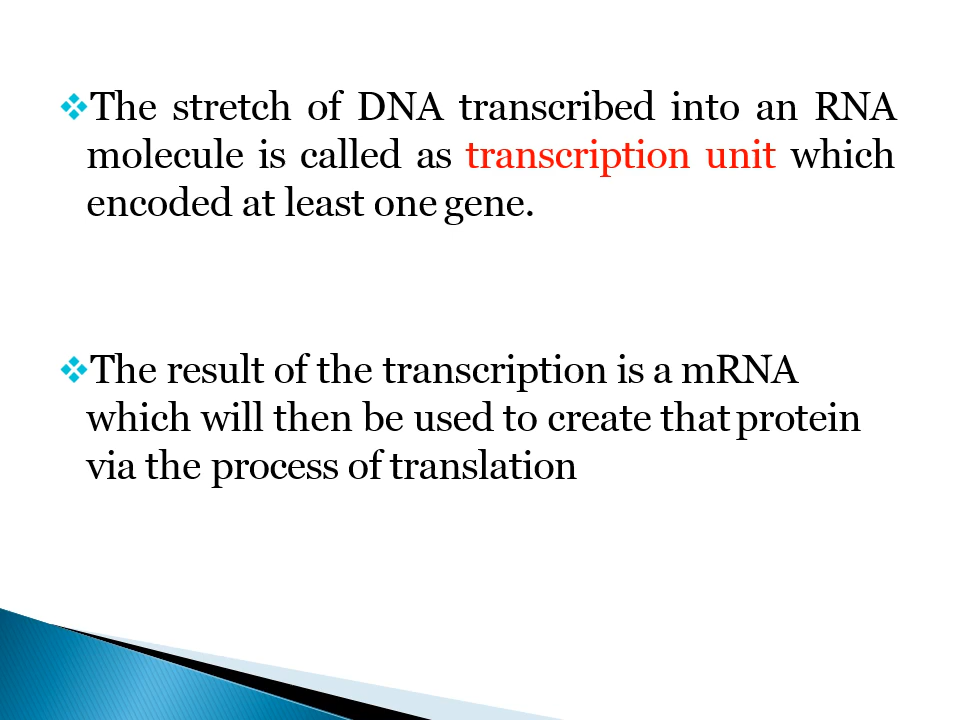 ❖The stretch of DNA transcribed into an RNA
molecule is called as transcription unit which
encoded at least one gene.
❖The result of the transcription is a mRNA
which will then be used to create that protein
via the process of translation